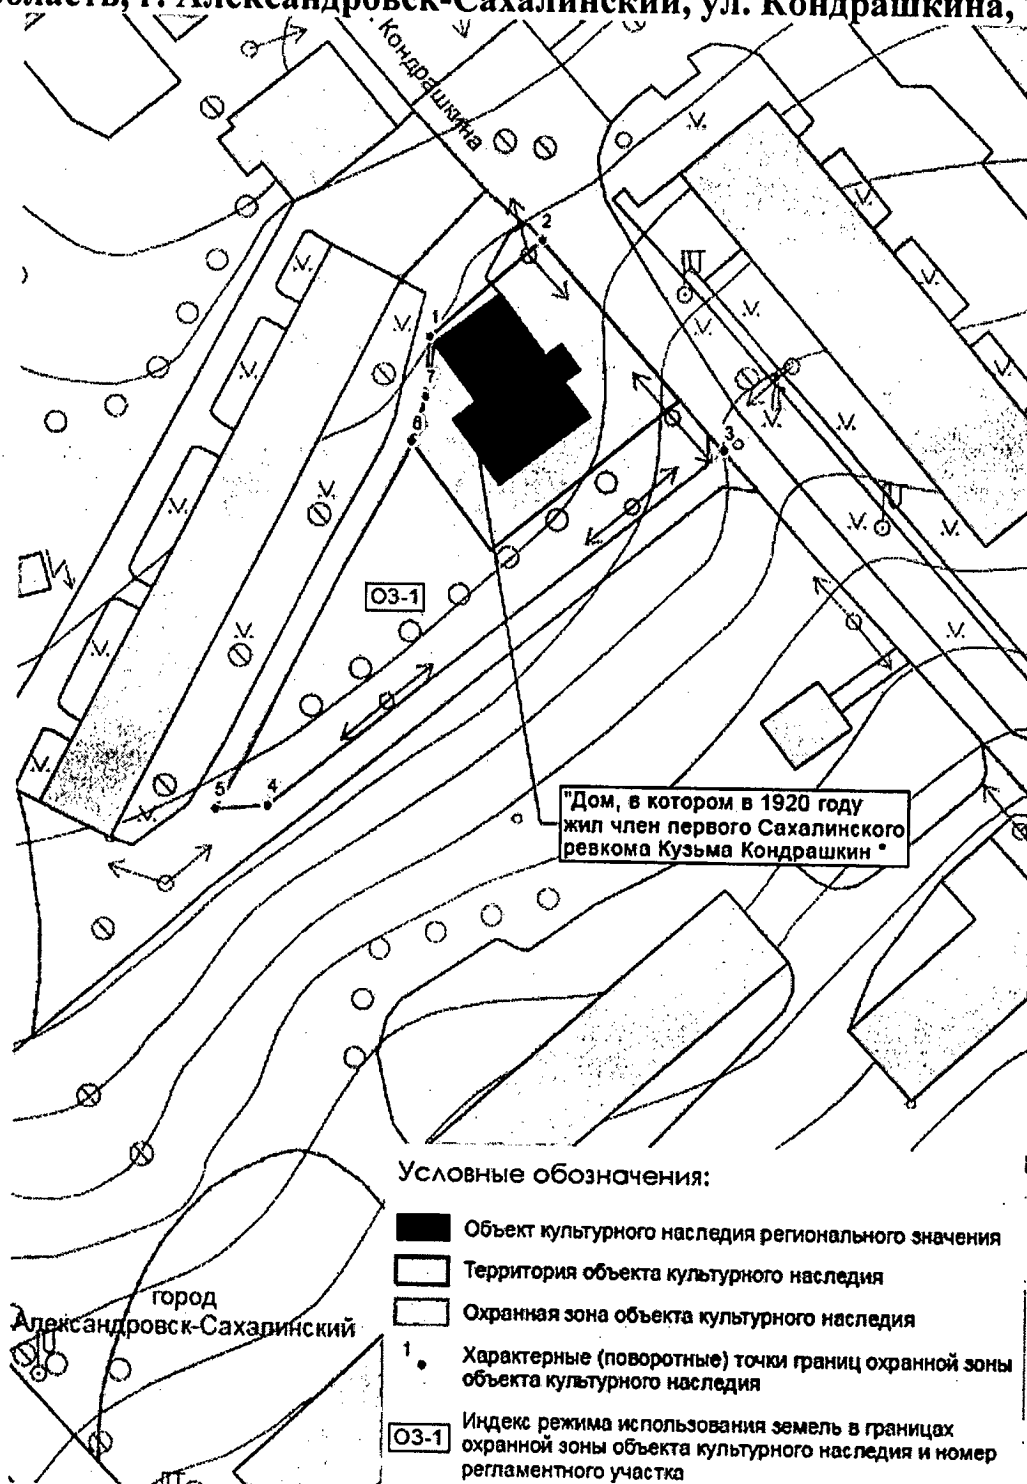 область, г. Александровск-Сахалинский, ул. Кондрашкина,
Кондрашкина
2
1
7
6
3
ОЗ-1
5
4
"Дом, в котором в 1920 году
жил член первого Сахалинского
ревкома Кузьма Кондрашкин "
Условные обозначения:
Объект культурного наследия регионального значения
Территория объекта культурного наследия
Охранная зона объекта культурного наследия
1
Характерные (поворотные) точки границ охранной зоны
объекта культурного наследия
ОЗ-1
Индекс режима использования земель в границах
охранной зоны объекта культурного наследия и номер
регламентного участка
город
Александровск-Сахалинский